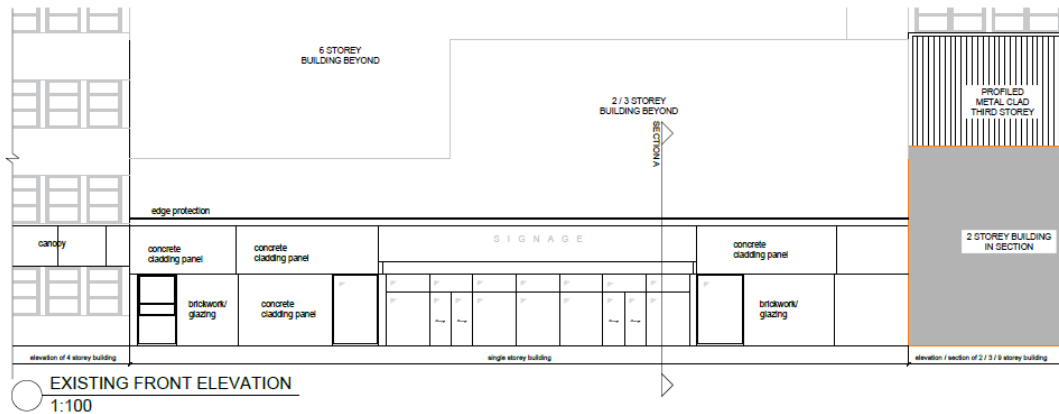 6 STOREY
BUILDING BEYOND
2 / 3 STOREY
BUILDING BEYOND
SECTION A
PROFILED
METAL CLAD
THIRD STOREY
edge protection
canopy
concrete
cladding panel
concrete
cladding panel
SIGNAGE
concrete
cladding panel
2 STOREY BUILDING
IN SECTION
brickwork/
glazing
concrete
cladding panel
brickwork/
glazing
elevation of 4 storey building
single storey building
elevation / section of 2 / 3 / 9 storey building
EXISTING FRONT ELEVATION
1:100